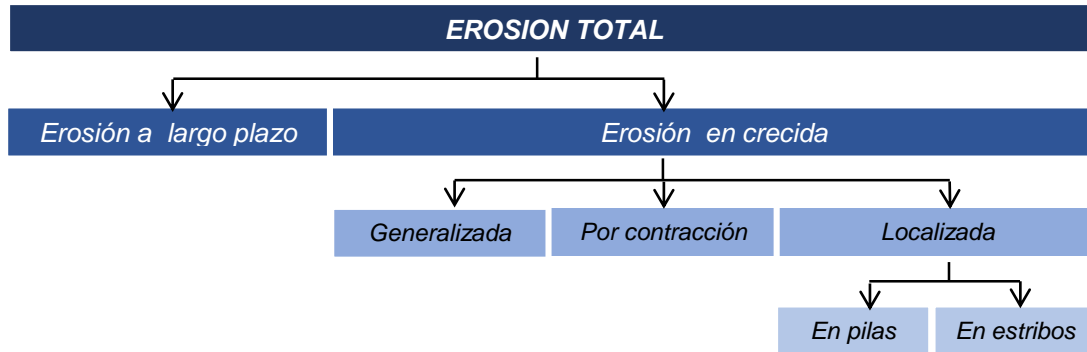 EROSION TOTAL
Erosión a largo plazo
Erosión en crecida
Generalizada
Por contracción
Localizada
En pilas
En estribos